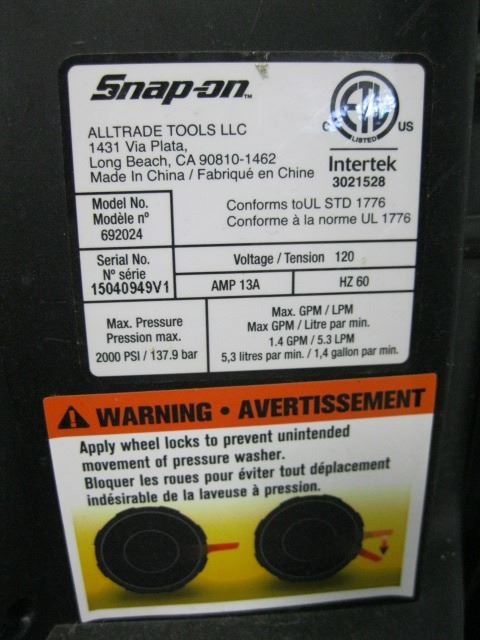 Snap-on™
ALLTRADE TOOLS LLC
1431 Via Plata,
Long Beach, CA 90810-1462
Made In China / Fabriqué en Chine
C ETL US
LISTED
Intertek
3021528
Model No.
Modèle nº
692024
Conforms toUL STD 1776
Conforme à la norme UL 1776
Serial No.
Nº série
15040949V1
Voltage / Tension 120
AMP 13A
HZ 60
Max. Pressure
Pression max.
2000 PSI / 137.9 bar
Max. GPM / LPM
Max GPM / Litre par min.
1.4 GPM / 5.3 LPM
5,3 litres par min. / 1,4 gallon par min.
WARNING • AVERTISSEMENT
Apply wheel locks to prevent unintended
movement of pressure washer.
Bloquer les roues pour éviter tout déplacement
indésirable de la laveuse à pression.